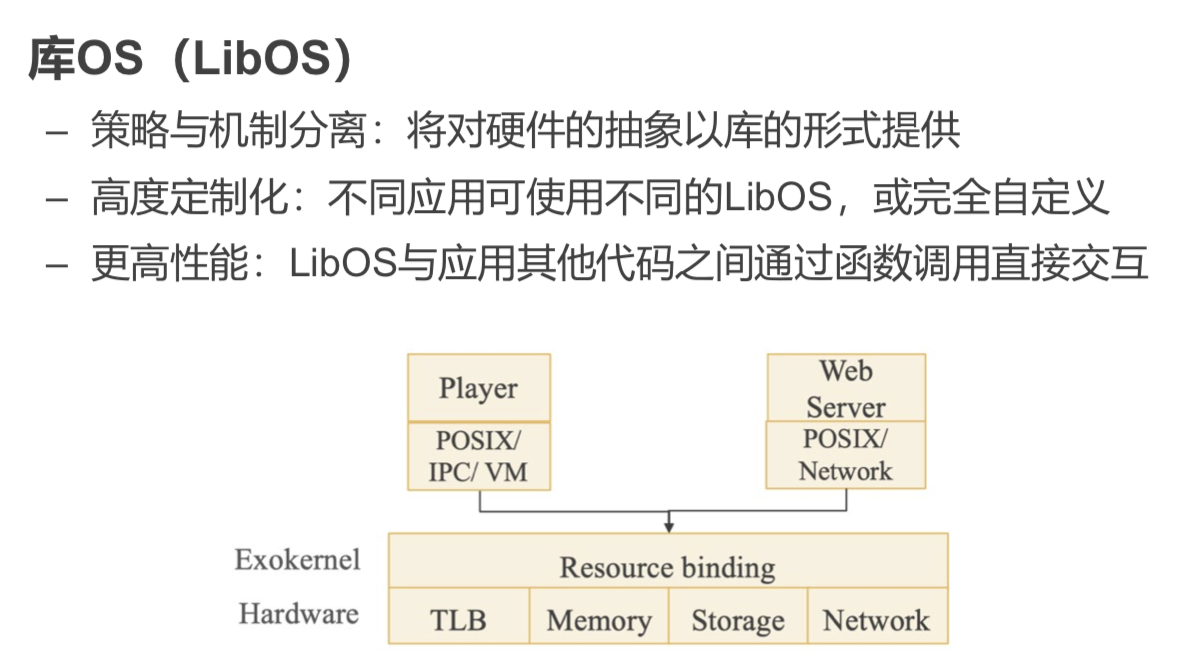 库OS（LibOS）
– 策略与机制分离：将对硬件的抽象以库的形式提供
– 高度定制化：不同应用可使用不同的LibOS，或完全自定义
– 更高性能：LibOS与应用其他代码之间通过函数调用直接交互
Player
POSIX/
IPC/ VM
Web
Server
POSIX/
Network
Exokernel
Resource binding
Hardware
TLB
Memory
Storage
Network